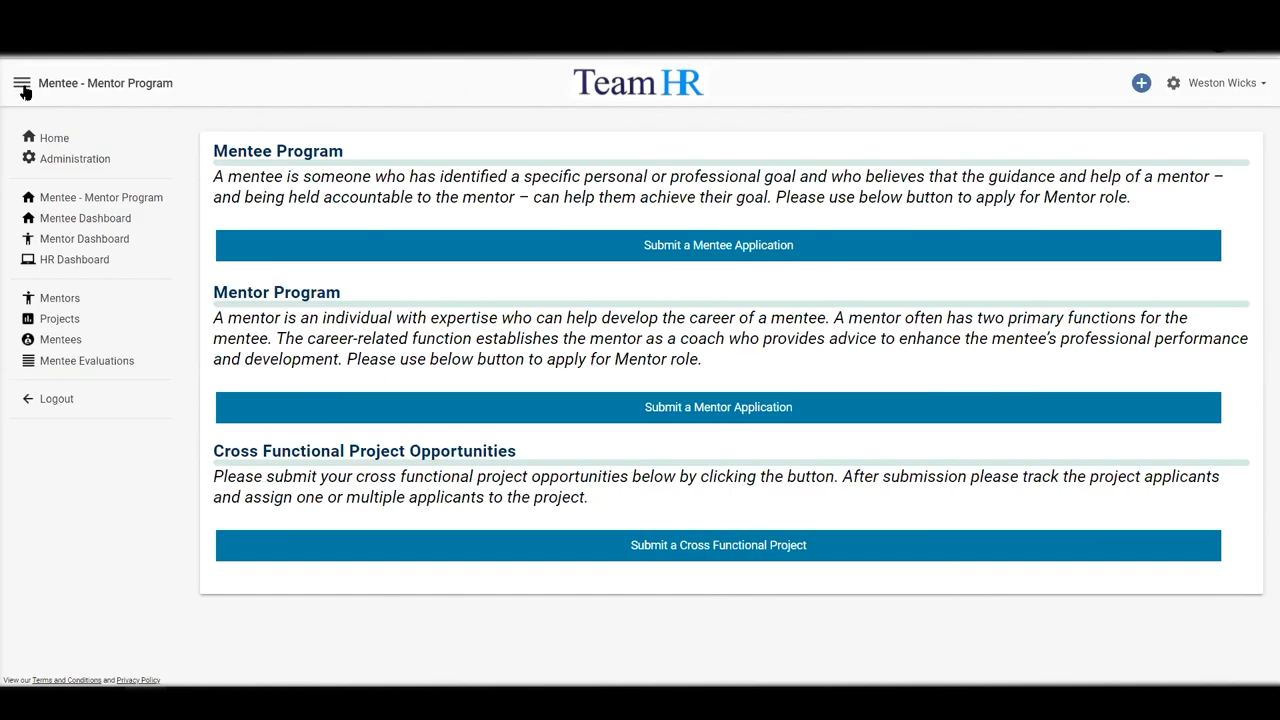 Mentee - Mentor Program
Team HR
Weston Wicks
Home
Administration
Mentee - Mentor Program
Mentee Dashboard
Mentor Dashboard
HR Dashboard
Mentors
Projects
Mentees
Mentee Evaluations
Logout
Mentee Program
A mentee is someone who has identified a specific personal or professional goal and who believes that the guidance and help of a mentor –
and being held accountable to the mentor – can help them achieve their goal. Please use below button to apply for Mentor role.
Submit a Mentee Application
Mentor Program
A mentor is an individual with expertise who can help develop the career of a mentee. A mentor often has two primary functions for the
mentee. The career-related function establishes the mentor as a coach who provides advice to enhance the mentee’s professional performance
and development. Please use below button to apply for Mentor role.
Submit a Mentor Application
Cross Functional Project Opportunities
Please submit your cross functional project opportunities below by clicking the button. After submission please track the project applicants
and assign one or multiple applicants to the project.
Submit a Cross Functional Project
View our Terms and Conditions and Privacy Policy